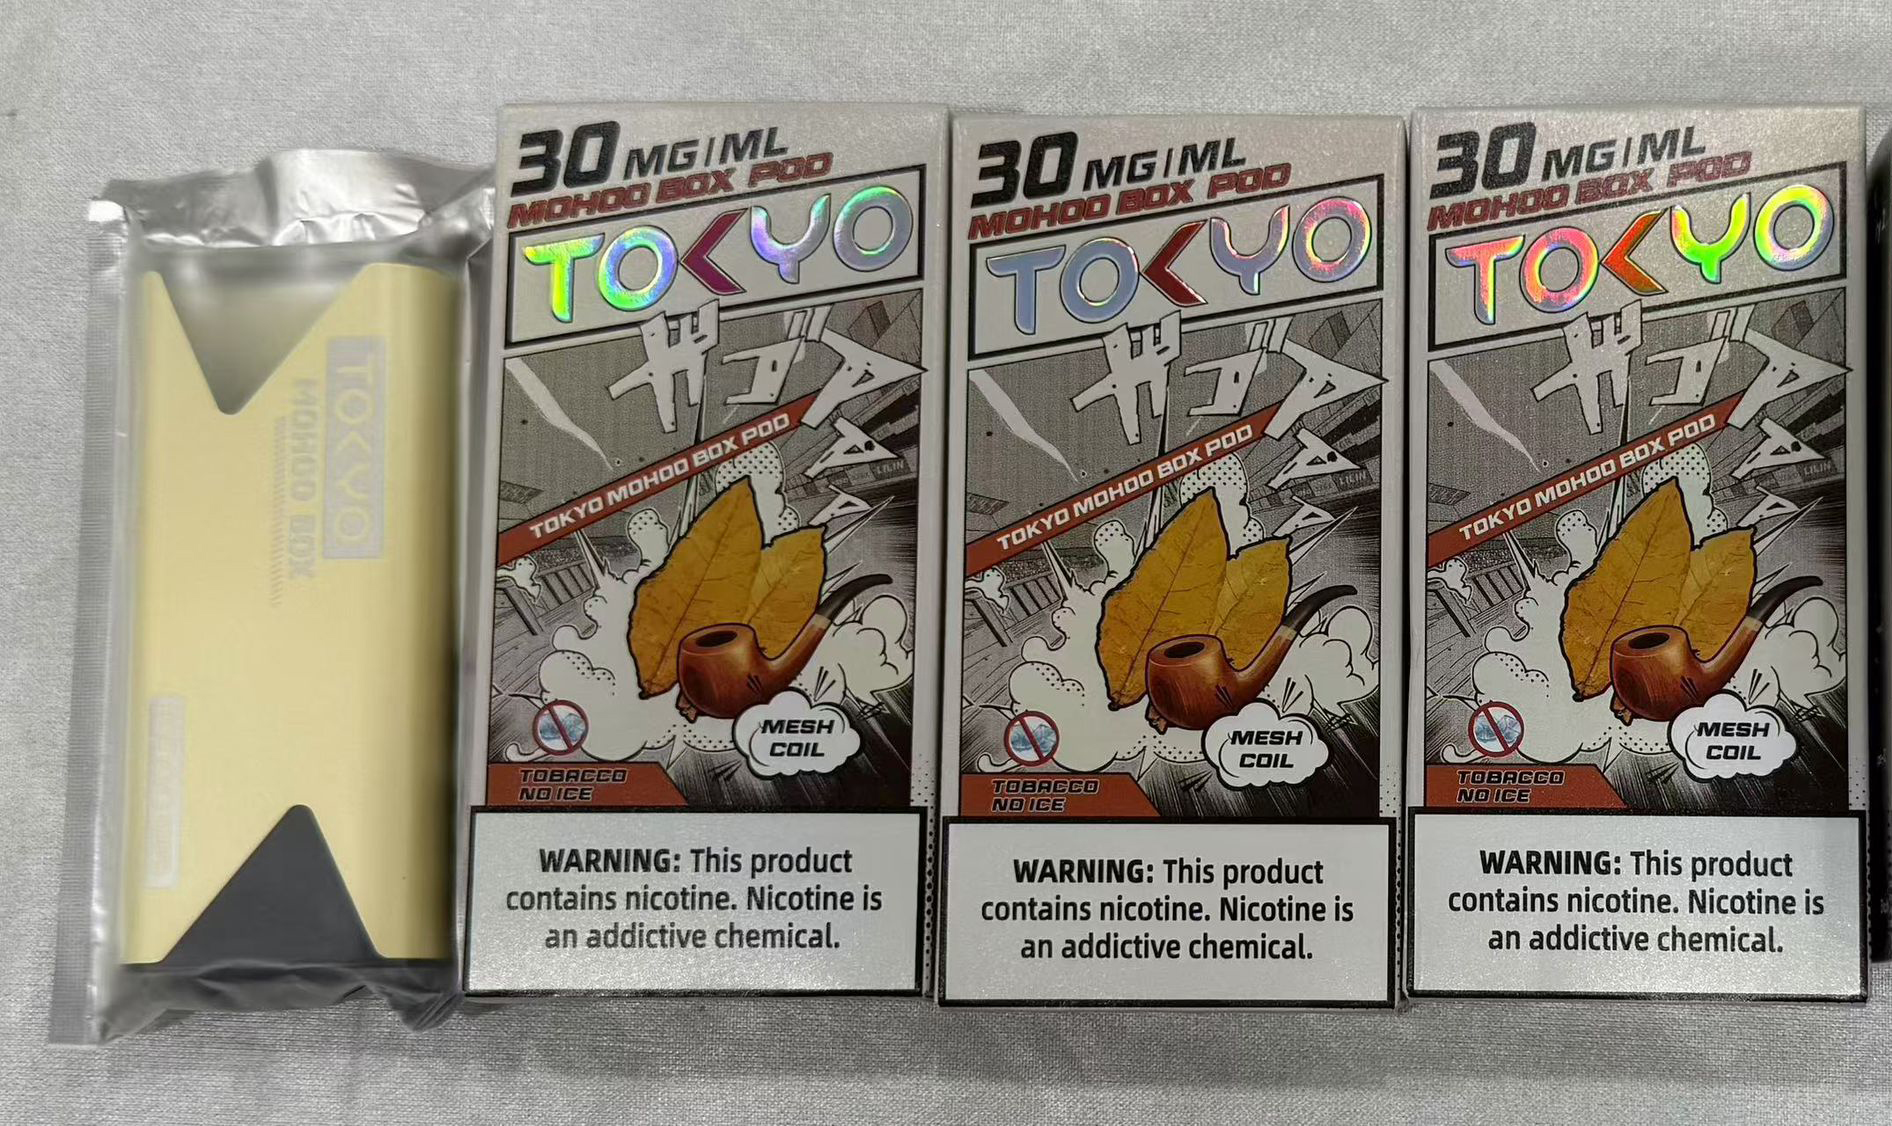 TOKYO
MOHOO BOX
30 MG/ML
MOHOO BOX POD
TOKYO
TOKYO MOHOO BOX POD
LILIN
MESH
COIL
TOBACCO
NO ICE
WARNING: This product
contains nicotine. Nicotine is
an addictive chemical.
30 MG/ML
MOHOO BOX POD
TOKYO
TOKYO MOHOO BOX POD
LILIN
MESH
COIL
TOBACCO
NO ICE
WARNING: This product
contains nicotine. Nicotine is
an addictive chemical.
30 MG/ML
MOHOO BOX POD
TOKYO
TOKYO MOHOO BOX POD
LILIN
MESH
COIL
TOBACCO
NO ICE
WARNING: This product
contains nicotine. Nicotine is
an addictive chemical.